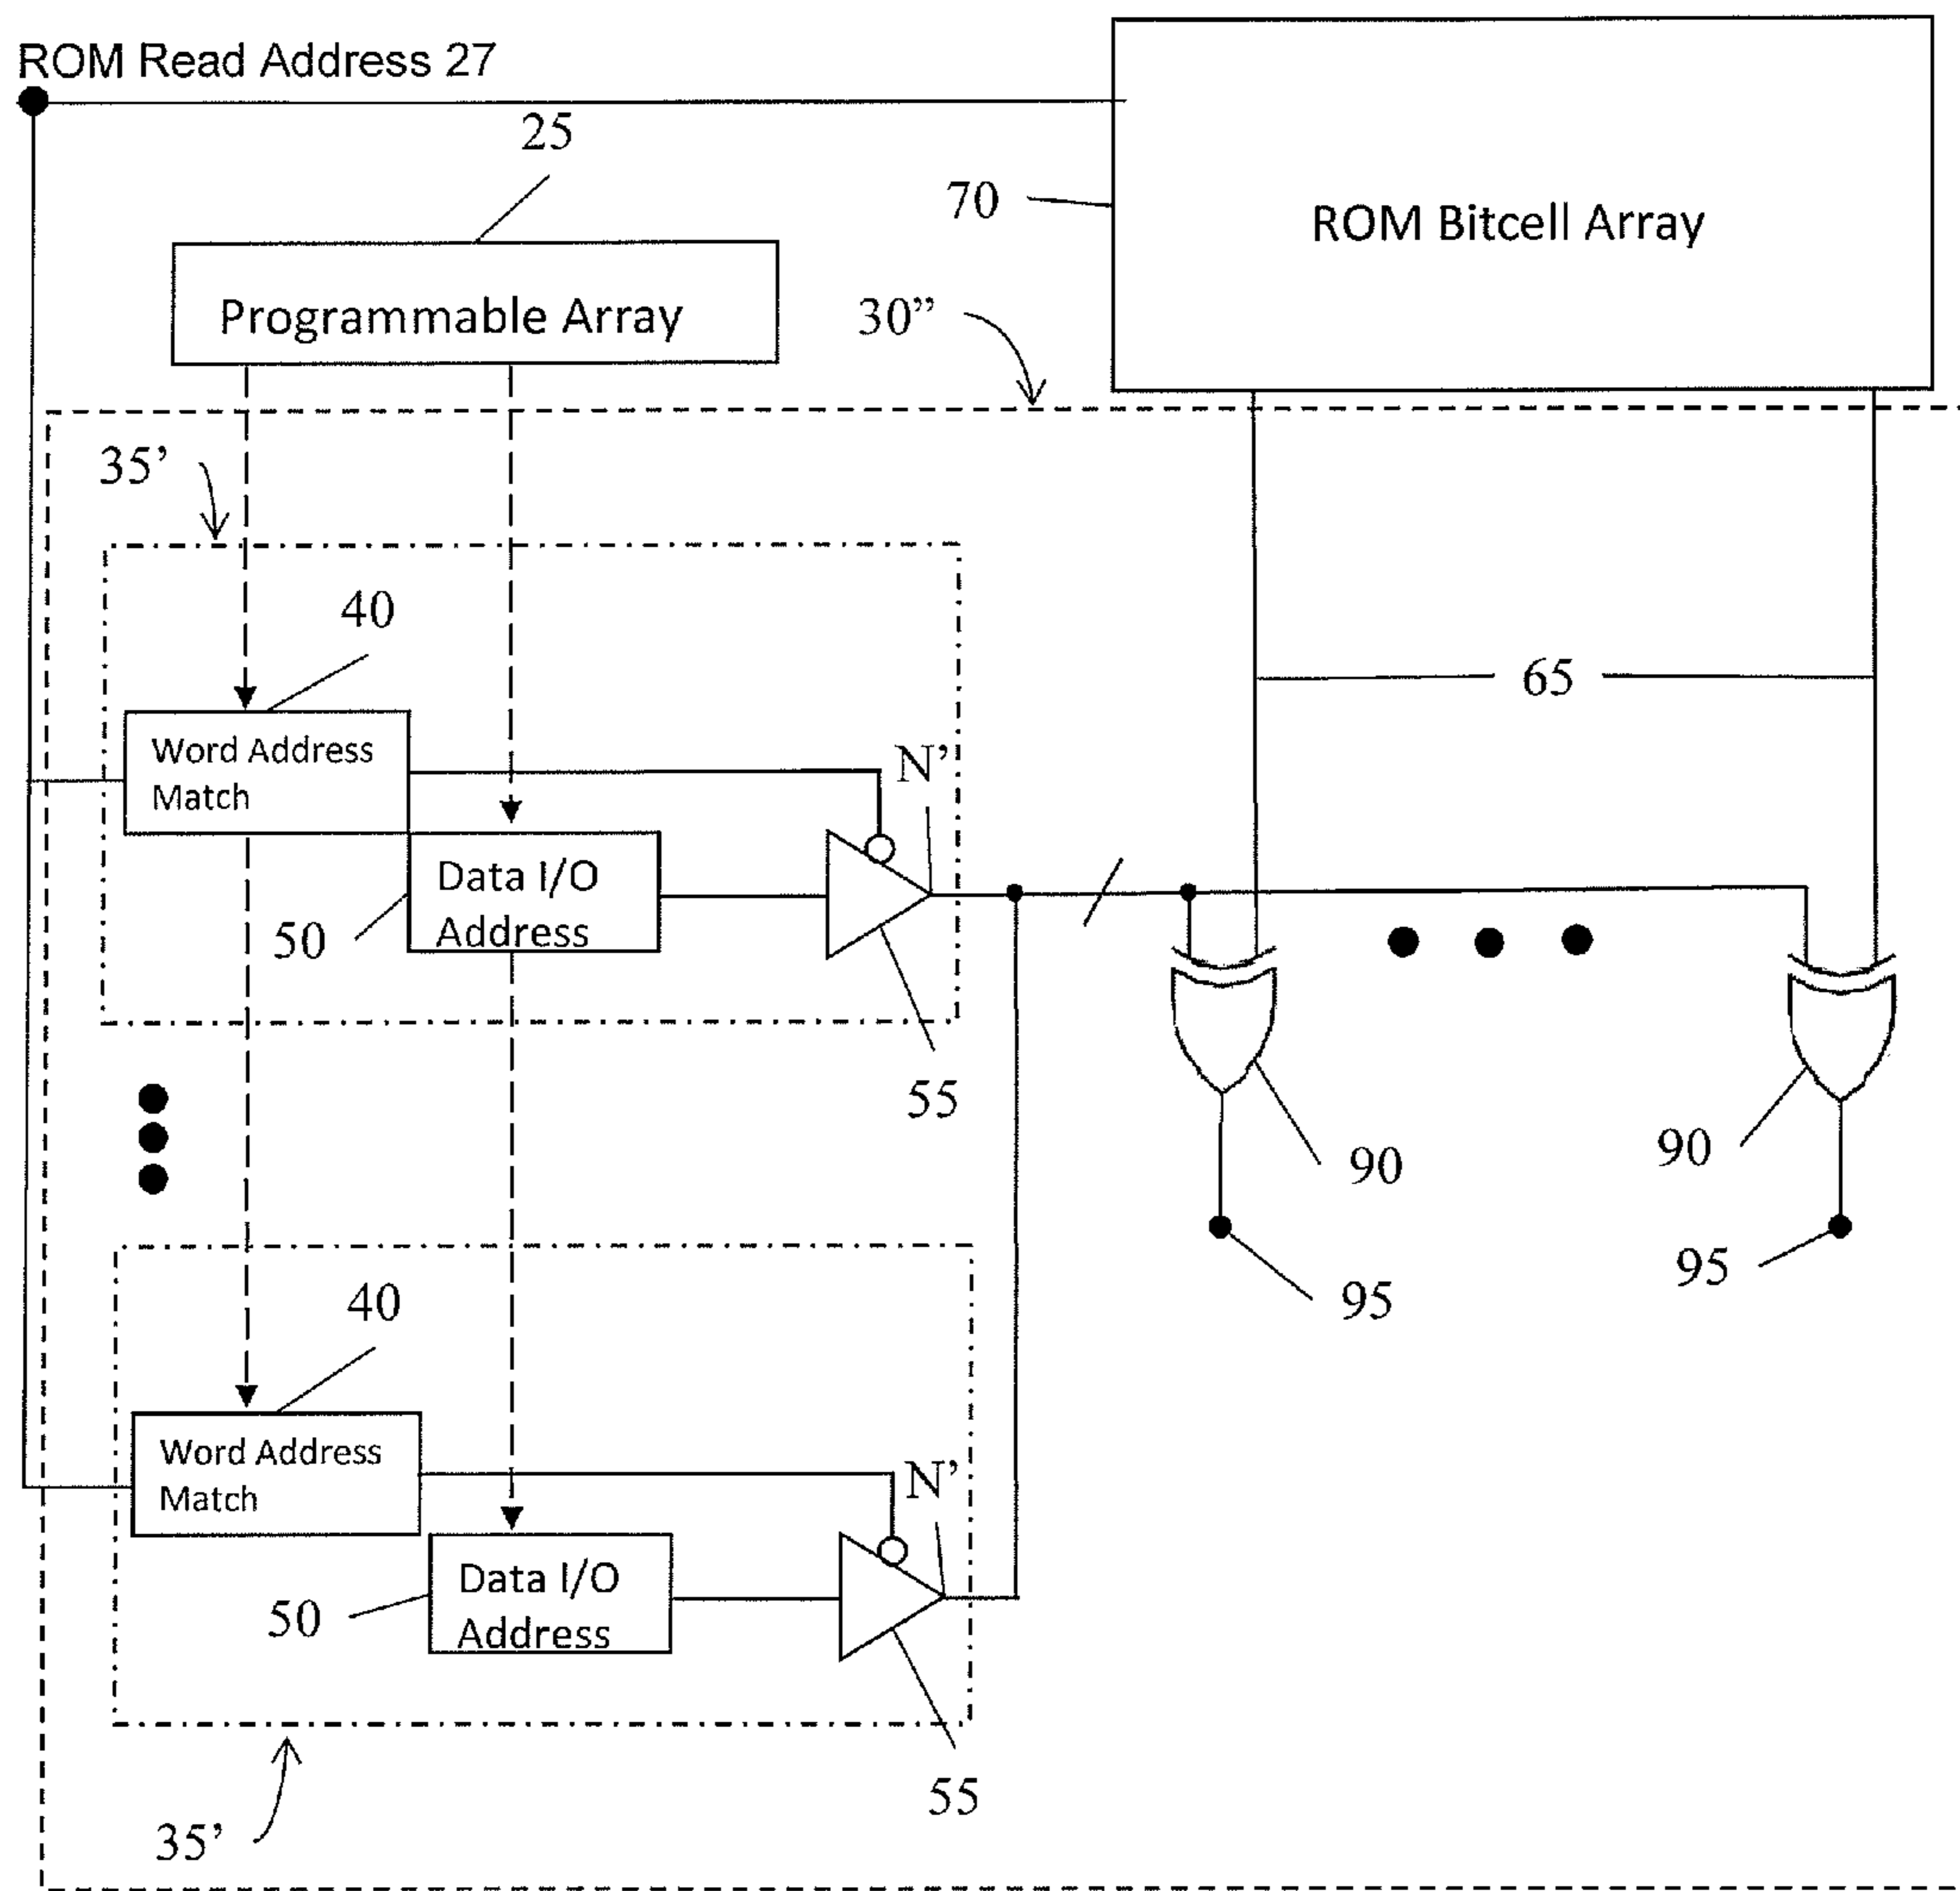 ROM Read Address 27
25
70
ROM Bitcell Array
Programmable Array
30”
35’
40
65
Word Address
Match
N’
Data I/O
Address
50
55
90
90
95
95
40
Word Address
Match
N’
Data I/O
Address
50
55
35’